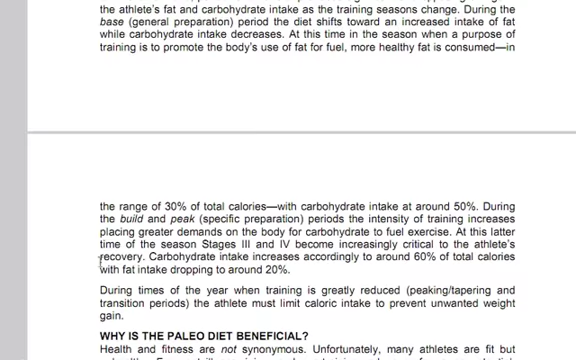 the athlete's fat and carbohydrate intake as the training seasons change. During the
base (general preparation) period the diet shifts toward an increased intake of fat
while carbohydrate intake decreases. At this time in the season when a purpose of
training is to promote the body's use of fat for fuel, more healthy fat is consumed—in
the range of 30% of total calories—with carbohydrate intake at around 50%. During
the build and peak (specific preparation) periods the intensity of training increases
placing greater demands on the body for carbohydrate to fuel exercise. At this latter
time of the season Stages III and IV become increasingly critical to the athlete's
recovery. Carbohydrate intake increases accordingly to around 60% of total calories
with fat intake dropping to around 20%.
During times of the year when training is greatly reduced (peaking/tapering and
transition periods) the athlete must limit caloric intake to prevent unwanted weight
gain.
WHY IS THE PALEO DIET BENEFICIAL?
Health and fitness are not synonymous. Unfortunately, many athletes are fit but